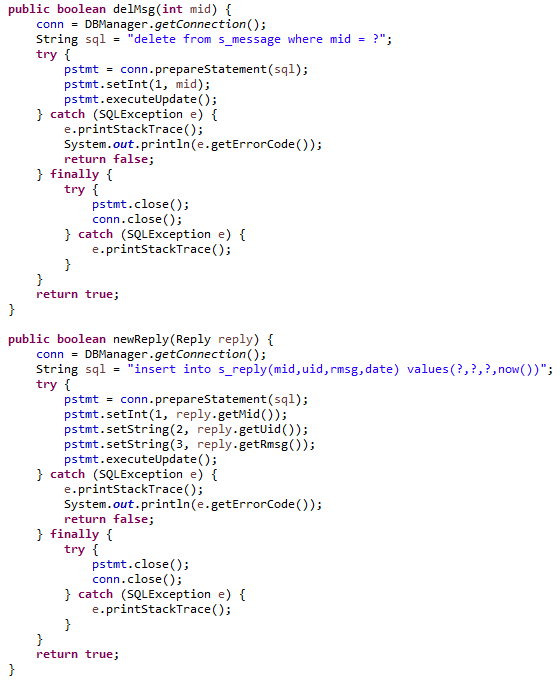 public boolean delMsg(int mid) {
    conn = DBManager.getConnection();
    String sql = "delete from s_message where mid = ?";
    try {
        pstmt = conn.prepareStatement(sql);
        pstmt.setInt(1, mid);
        pstmt.executeUpdate();
    } catch (SQLException e) {
        e.printStackTrace();
        System.out.println(e.getErrorCode());
        return false;
    } finally {
        try {
            pstmt.close();
            conn.close();
        } catch (SQLException e) {
            e.printStackTrace();
        }
    }
    return true;
}

public boolean newReply(Reply reply) {
    conn = DBManager.getConnection();
    String sql = "insert into s_reply(mid,uid,rmsg,date) values(?,?,?,now())";
    try {
        pstmt = conn.prepareStatement(sql);
        pstmt.setInt(1, reply.getMid());
        pstmt.setString(2, reply.getUid());
        pstmt.setString(3, reply.getRmsg());
        pstmt.executeUpdate();
    } catch (SQLException e) {
        e.printStackTrace();
        System.out.println(e.getErrorCode());
        return false;
    } finally {
        try {
            pstmt.close();
            conn.close();
        } catch (SQLException e) {
            e.printStackTrace();
        }
    }
    return true;
}